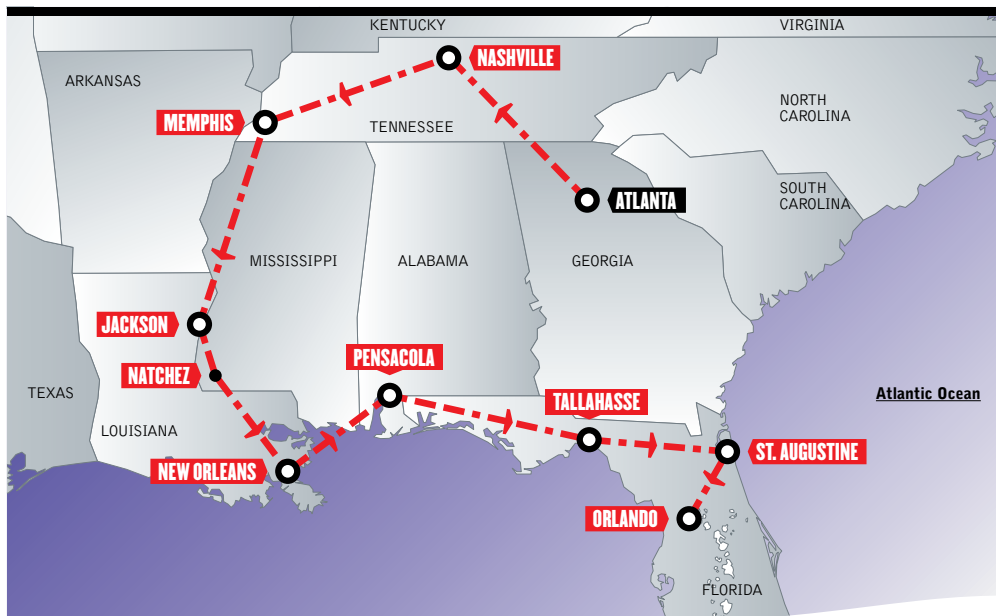 KENTUCKY
VIRGINIA
NASHVILLE
ARKANSAS
NORTH
CAROLINA
MEMPHIS
TENNESSEE
SOUTH
CAROLINA
ATLANTA
MISSISSIPPI
ALABAMA
GEORGIA
JACKSON
PENSACOLA
NATCHEZ
TEXAS
Atlantic Ocean
TALLAHASSE
LOUISIANA
ST. AUGUSTINE
NEW ORLEANS
ORLANDO
FLORIDA